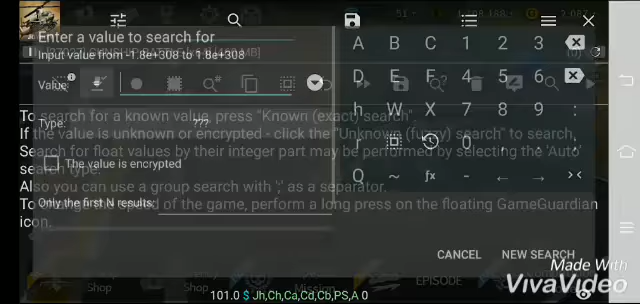 Enter a value to search for
Input value from -1.8e+308 to 1.8e+308
Value:
A B C 1 2 3
D E F 4 5 6
h W X 7 8 9 :
r 0 , . ;
Q ~ ƒx - ← → ><
To search for a known value, press "Known (exact) search".
Type: ???
If the value is unknown or encrypted - click the "Unknown (fuzzy) search" to search.
Search for float values by their integer part may be performed by selecting the 'Auto' search type.
The value is encrypted
Also you can use a group search with ';' as a separator.
Only the first N results:
To change the speed of the game, perform a long press on the floating GameGuardian
icon.
CANCEL NEW SEARCH
Shop Shop Mission EPISODE
101.0 $ Jh,Ch,Ca,Cd,Cb,PS,A 0
Made With
VivaVideo